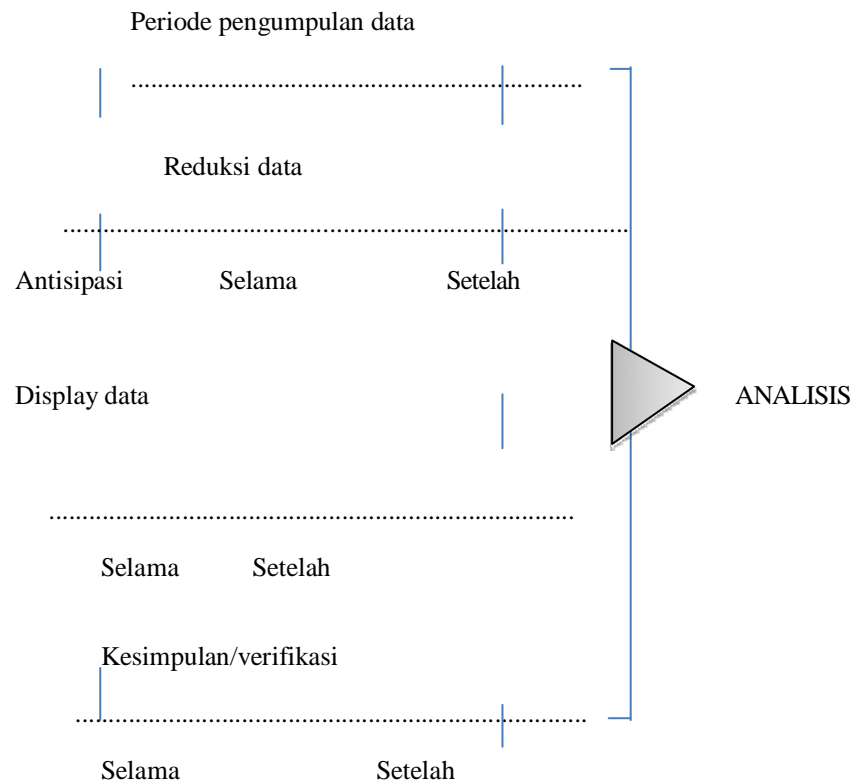 Periode pengumpulan data
Reduksi data
Antisipasi Selama Setelah
Display data
ANALISIS
Selama Setelah
Kesimpulan/verifikasi
Selama Setelah